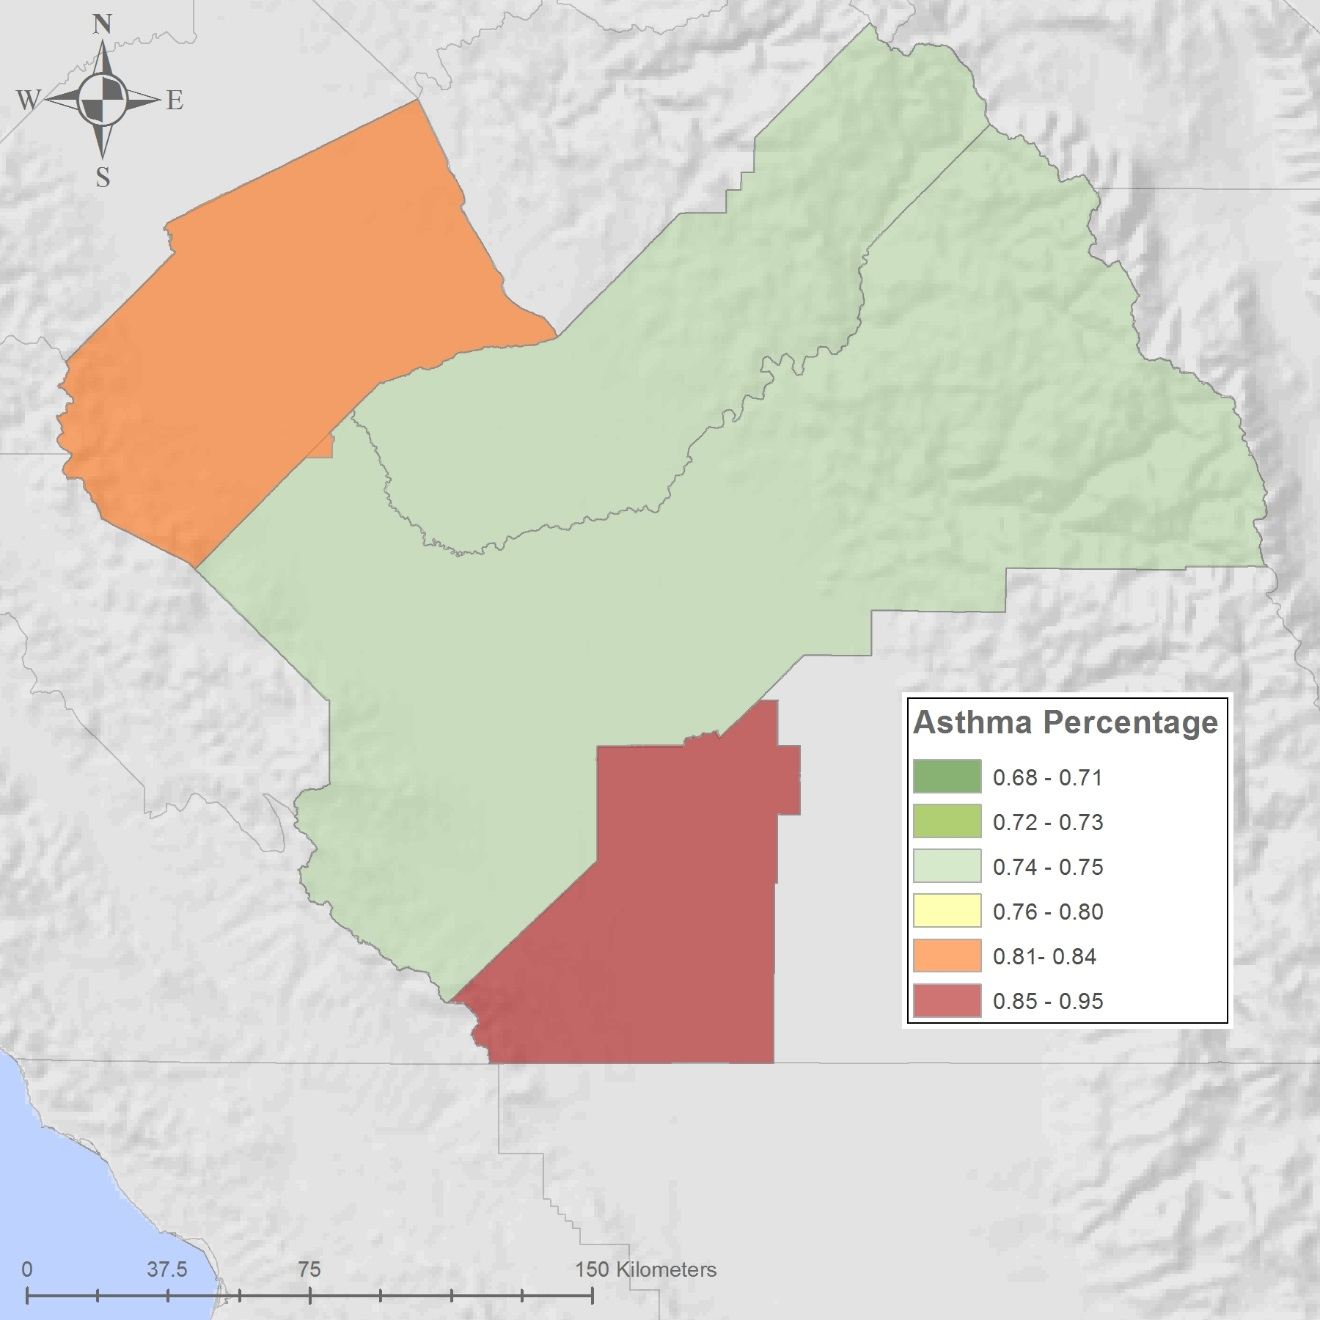 N
W E
S
Asthma Percentage
0.68 - 0.71
0.72 - 0.73
0.74 - 0.75
0.76 - 0.80
0.81- 0.84
0.85 - 0.95
0 37.5 75 150 Kilometers